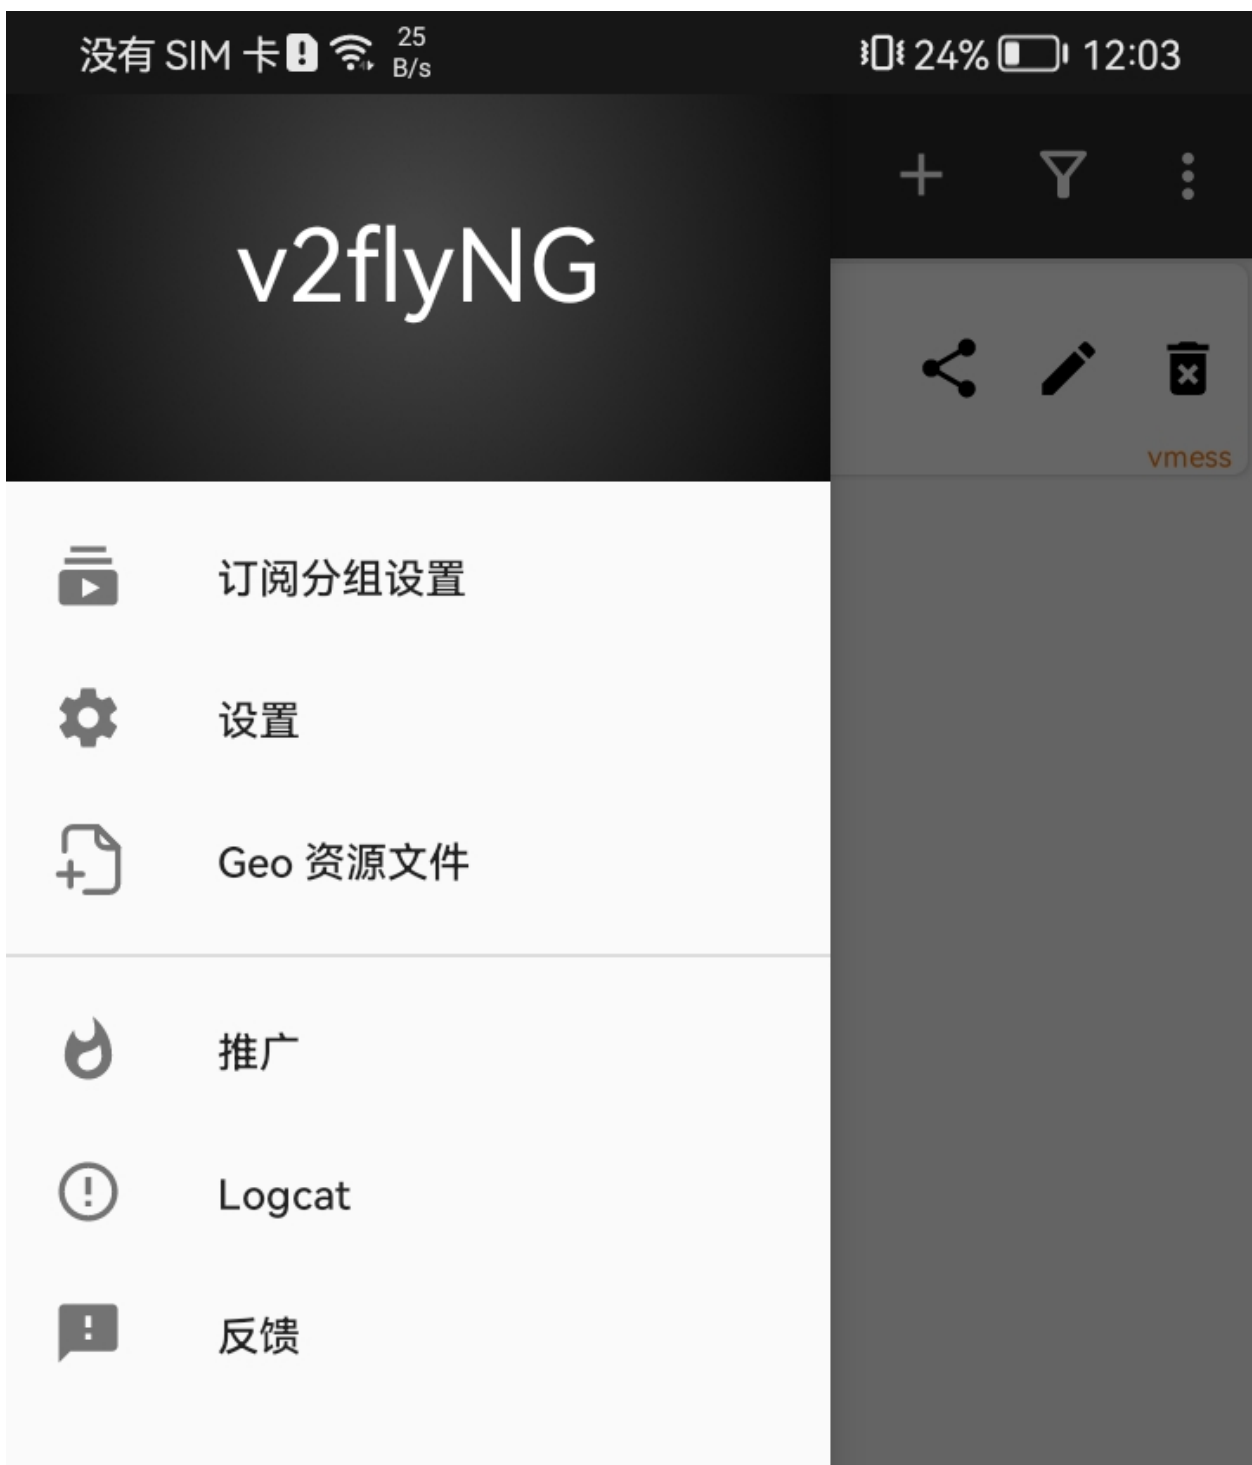 没有 SIM 卡 25 B/s 24% 12:03
v2flyNG
vmess
订阅分组设置
设置
Geo 资源文件
推广
Logcat
反馈